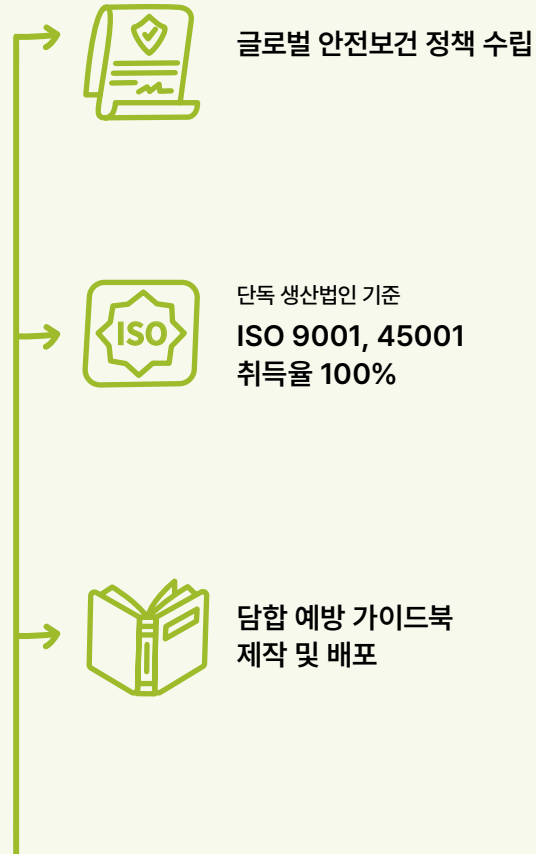 글로벌 안전보건 정책 수립
ISO
단독 생산법인 기준
ISO 9001, 45001
취득율 100%
담합 예방 가이드북
제작 및 배포